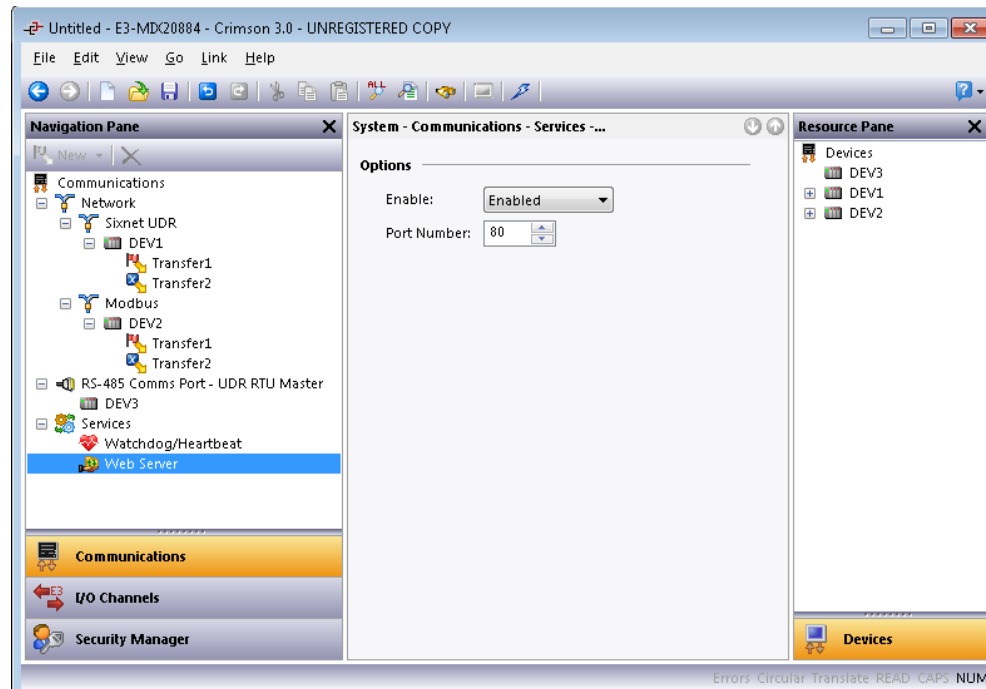 Untitled - E3-MIX20884 - Crimson 3.0 - UNREGISTERED COPY
File Edit View Go Link Help
ALL
Navigation Pane
New
Communications
Network
Sixnet UDR
DEV1
Transfer1
Transfer2
Modbus
DEV2
Transfer1
Transfer2
RS-485 Comms Port - UDR RTU Master
DEV3
Services
Watchdog/Heartbeat
Web Server
Communications
E3
I/O Channels
Security Manager
System - Communications - Services -...
Options
Enable: Enabled
Port Number: 80
Resource Pane
Devices
DEV3
DEV1
DEV2
Devices
Errors Circular Translate READ CAPS NUM